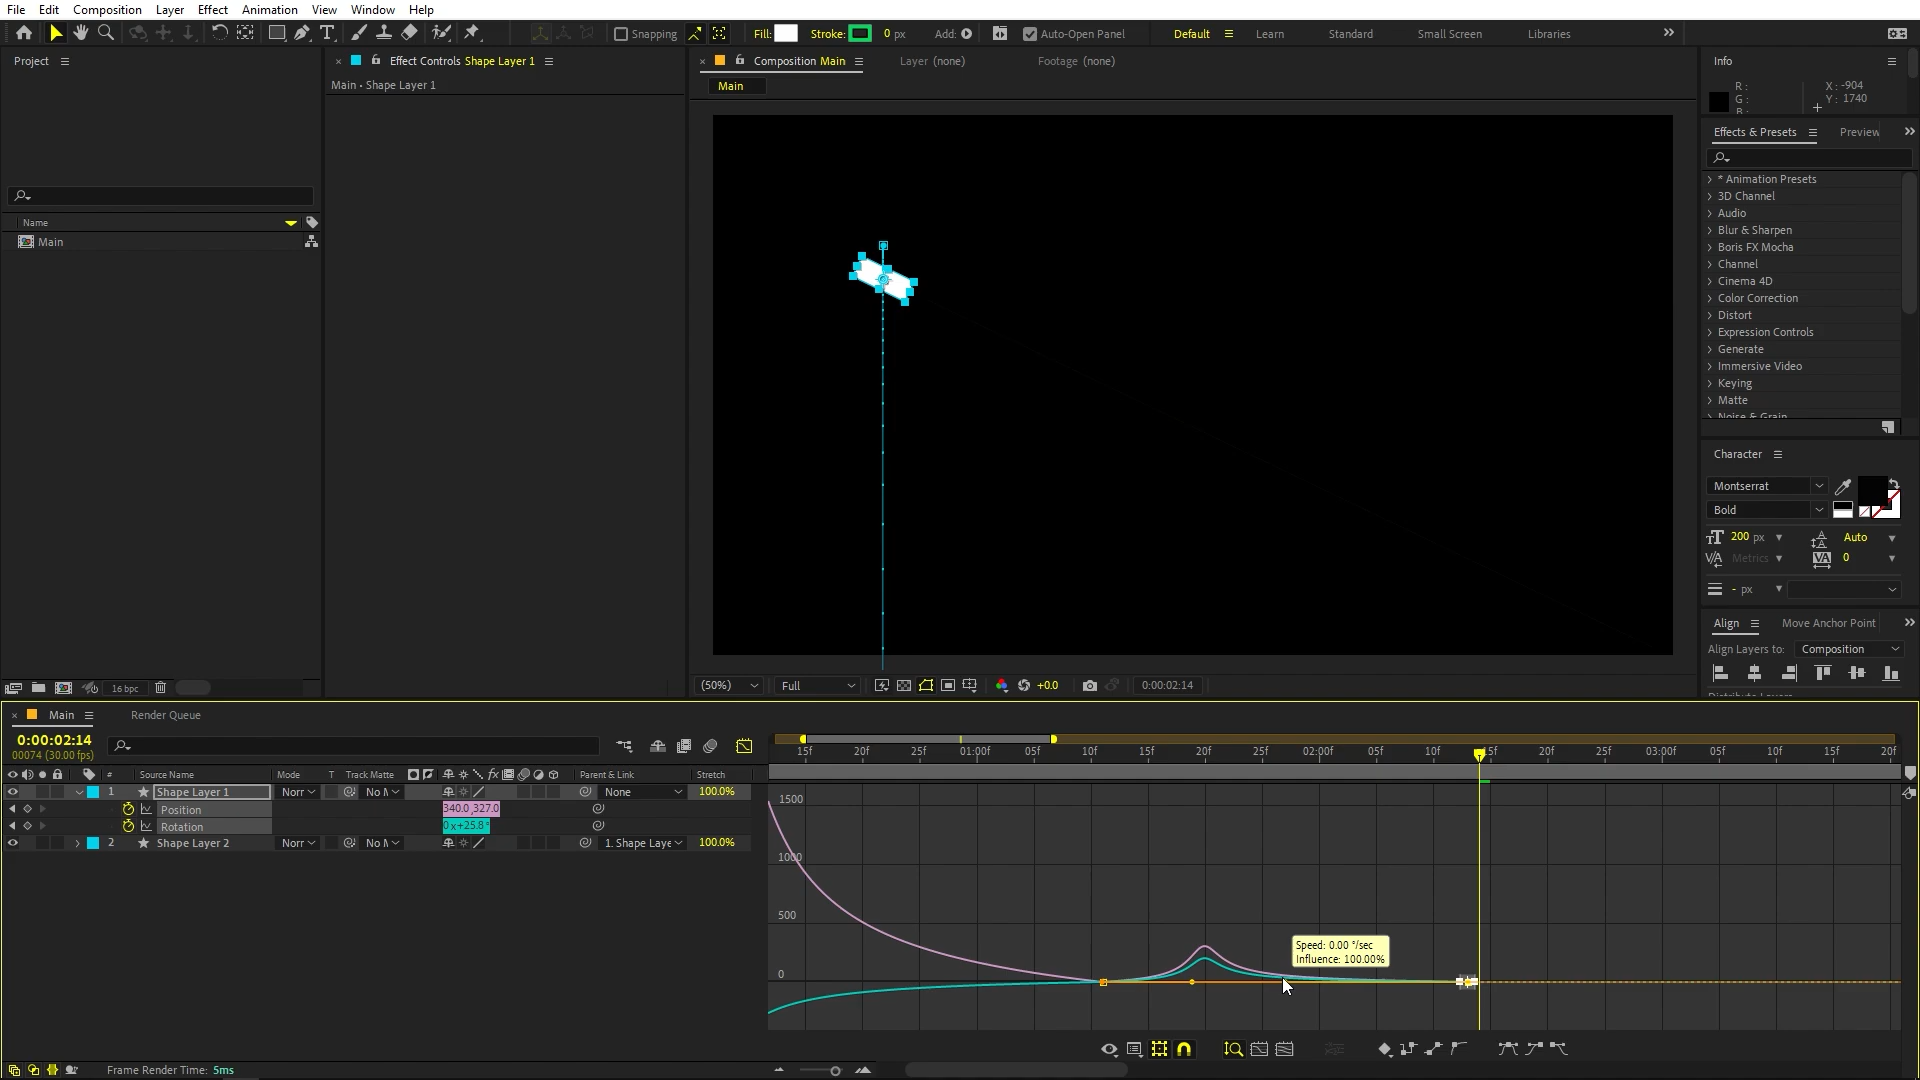 File Edit Composition Layer Effect Animation View Window Help
Snapping Fill: Stroke: 0 px Add: Auto-Open Panel Default Learn Standard Small Screen Libraries
Project
Name
Main
16 bpc
Effect Controls Shape Layer 1
Main • Shape Layer 1
Composition Main Layer (none) Footage (none)
Main
(50%) Full +0.0 0:00:02:14
Info
R : X : -904
G : Y : 1740
B :
Effects & Presets Preview
* Animation Presets
3D Channel
Audio
Blur & Sharpen
Boris FX Mocha
Channel
Cinema 4D
Color Correction
Distort
Expression Controls
Generate
Immersive Video
Keying
Matte
Noise & Grain
Character
Montserrat
Bold
200 px Auto
Metrics 0
- px
Align Move Anchor Point
Align Layers to: Composition
Distribute Layers
Main Render Queue
0:00:02:14
00074 (30.00 fps)
# Source Name Mode T Track Matte Parent & Link Stretch
1 Shape Layer 1 Norr No M None 100.0%
Position 340.0,327.0
Rotation 0x+25.8°
2 Shape Layer 2 Norr No M 1. Shape Laye 100.0%
15f 20f 25f 01:00f 05f 10f 15f 20f 25f 02:00f 05f 10f 15f 20f 25f 03:00f 05f 10f 15f 20f
1500
1000
500
0
Speed: 0.00 °/sec
Influence: 100.00%
Frame Render Time: 5ms